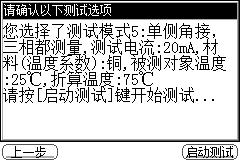 请确认以下测试选项
您选择了测试模式5:单侧角接,
三相都测量,测试电流:20mA,材
料(温度系数):铜,被测对象温度
:25℃,折算温度:75℃
请按[启动测试]键开始测试...
上一步
启动测试